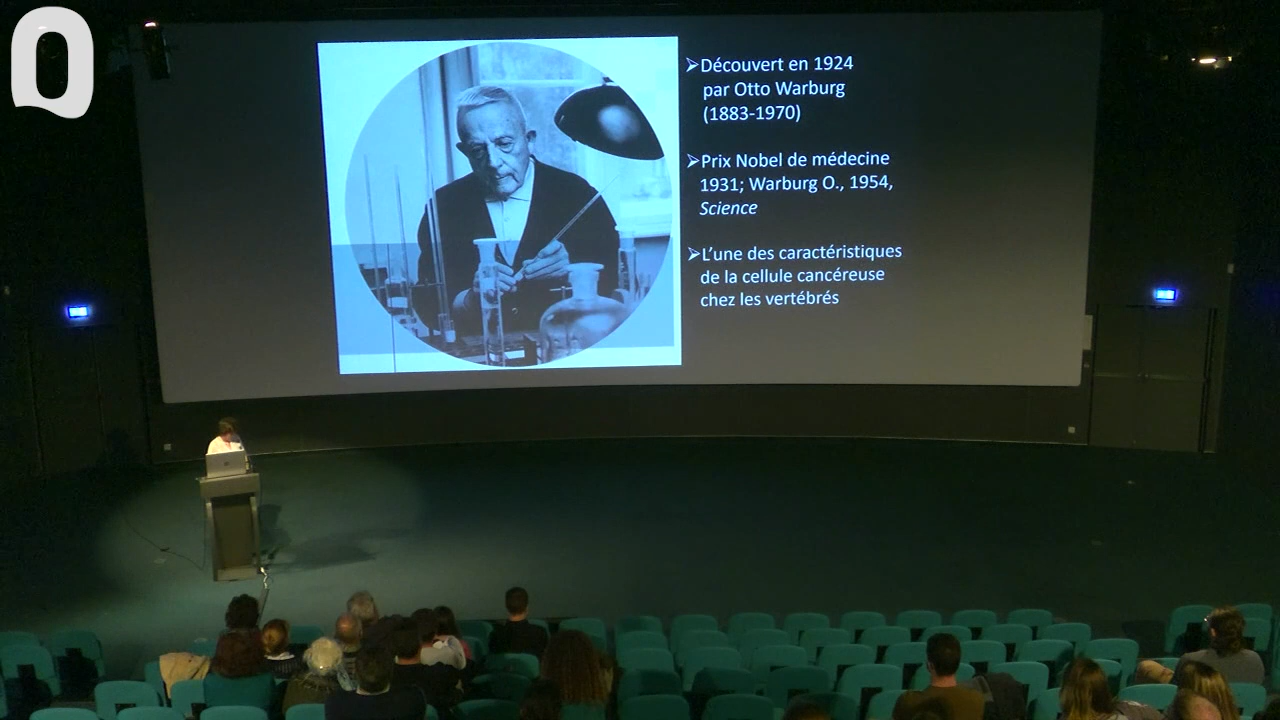 Q
➢Découvert en 1924
par Otto Warburg
(1883-1970)
➢Prix Nobel de médecine
1931; Warburg O., 1954,
Science
➢L'une des caractéristiques
de la cellule cancéreuse
chez les vertébrés